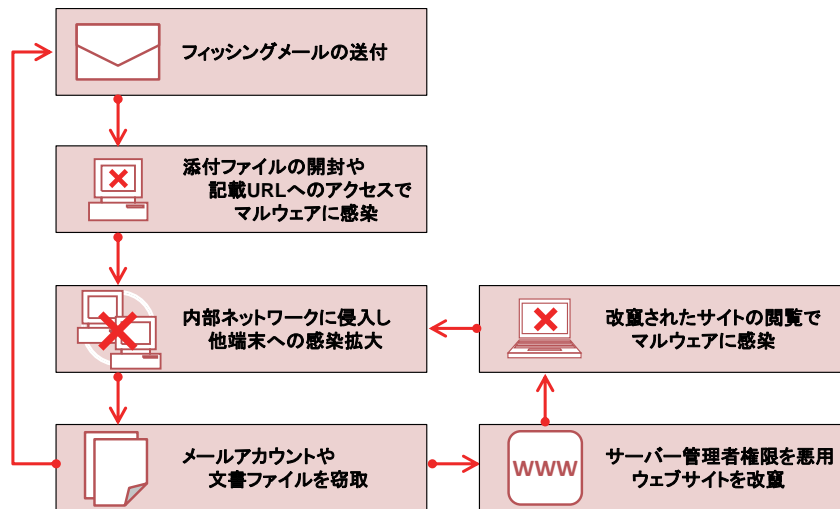 フィッシングメールの送付
添付ファイルの開封や
記載URLへのアクセスで
マルウェアに感染
内部ネットワークに侵入し
他端末への感染拡大
改竄されたサイトの閲覧で
マルウェアに感染
メールアカウントや
文書ファイルを窃取
WWW
サーバー管理者権限を悪用
ウェブサイトを改竄